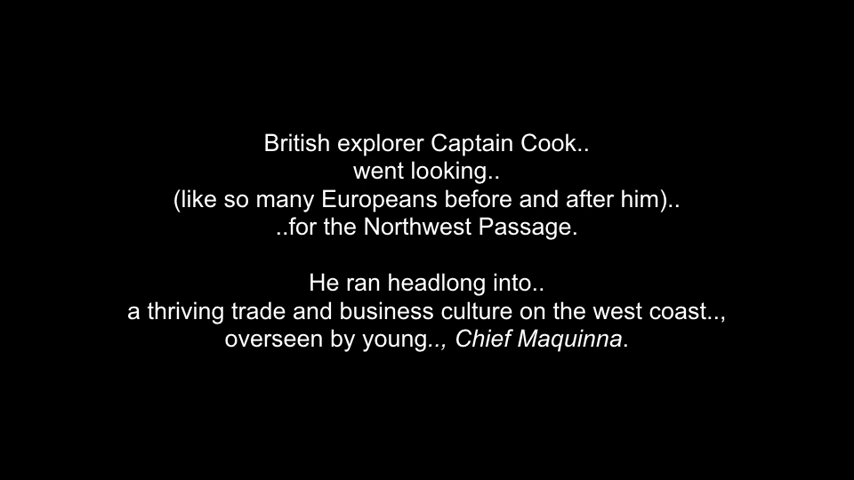 British explorer Captain Cook..
went looking..
(like so many Europeans before and after him)..
..for the Northwest Passage.
He ran headlong into..
a thriving trade and business culture on the west coast..,
overseen by young.., Chief Maquinna.